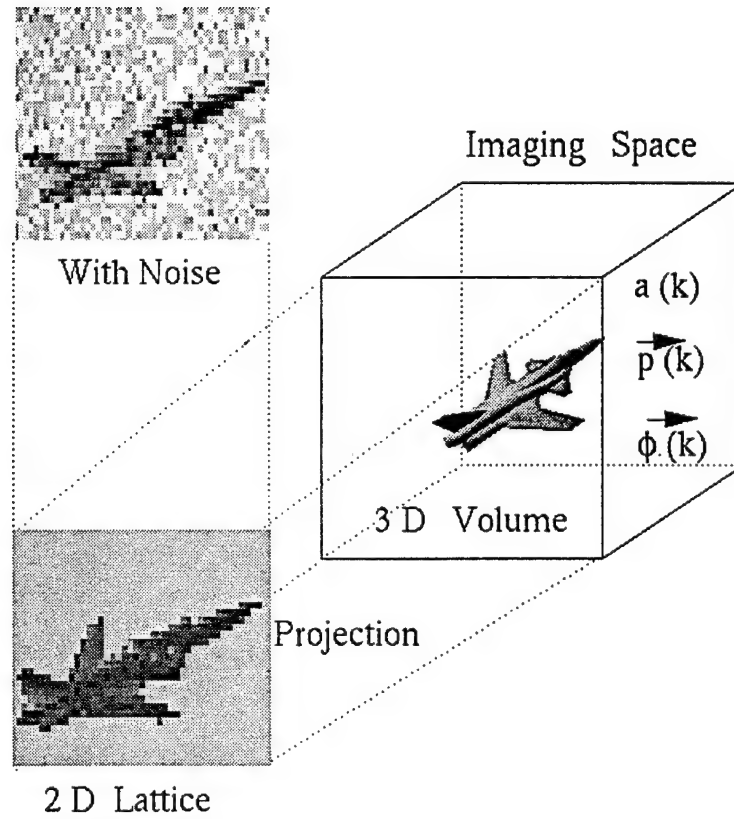 Imaging Space
With Noise
a (k)
p (k)
ϕ. (k)
3 D Volume
Projection
2 D Lattice